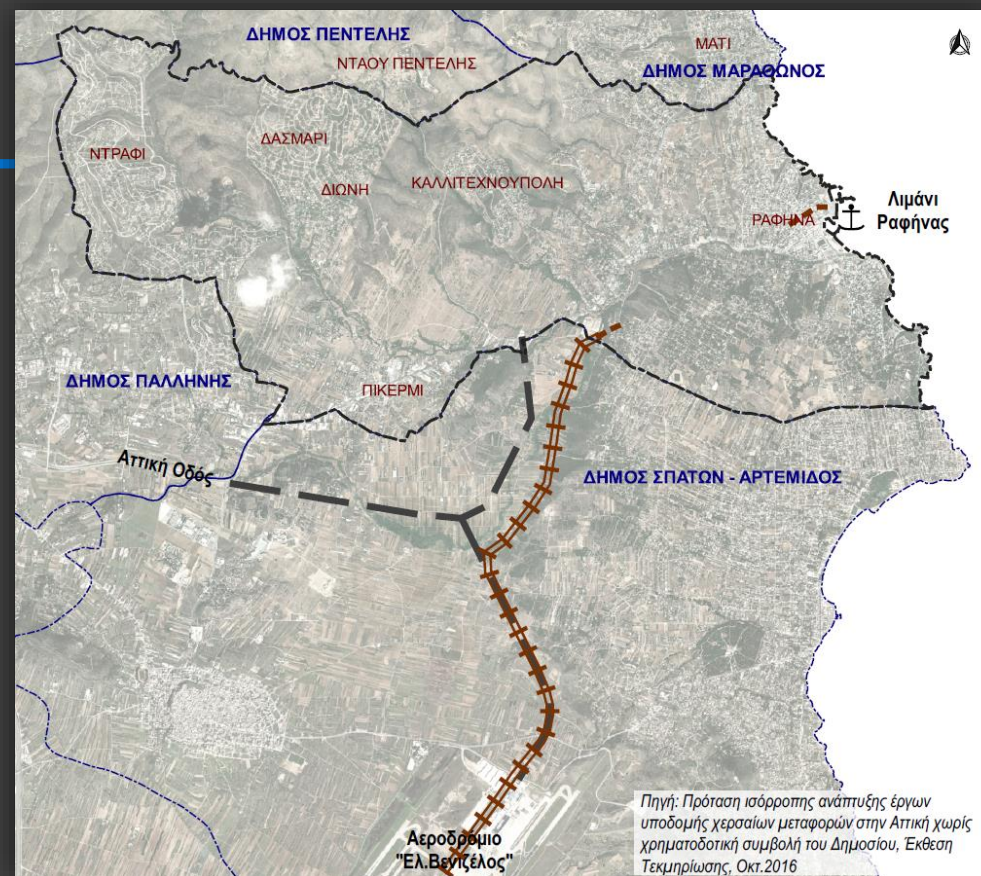 ΔΗΜΟΣ ΠΕΝΤΕΛΗΣ
ΝΤΑΟΥ ΠΕΝΤΕΛΗΣ
ΜΑΤΙ
ΔΗΜΟΣ ΜΑΡΑΘΩΝΟΣ
ΝΤΡΑΦΙ
ΔΑΣΜΑΡΙ
ΔΙΩΝΗ
ΚΑΛΛΙΤΕΧΝΟΥΠΟΛΗ
ΡΑΦΗΝΑ
Λιμάνι
Ραφήνας
ΔΗΜΟΣ ΠΑΛΛΗΝΗΣ
ΠΙΚΕΡΜΙ
Αττική Οδός
ΔΗΜΟΣ ΣΠΑΤΩΝ - ΑΡΤΕΜΙΔΟΣ
Αεροδρόμιο
"Ελ.Βενιζέλος"
Πηγή: Πρόταση ισόρροπης ανάπτυξης έργων
υποδομής χερσαίων μεταφορών στην Αττική χωρίς
χρηματοδοτική συμβολή του Δημοσίου, Έκθεση
Τεκμηρίωσης, Οκτ.2016